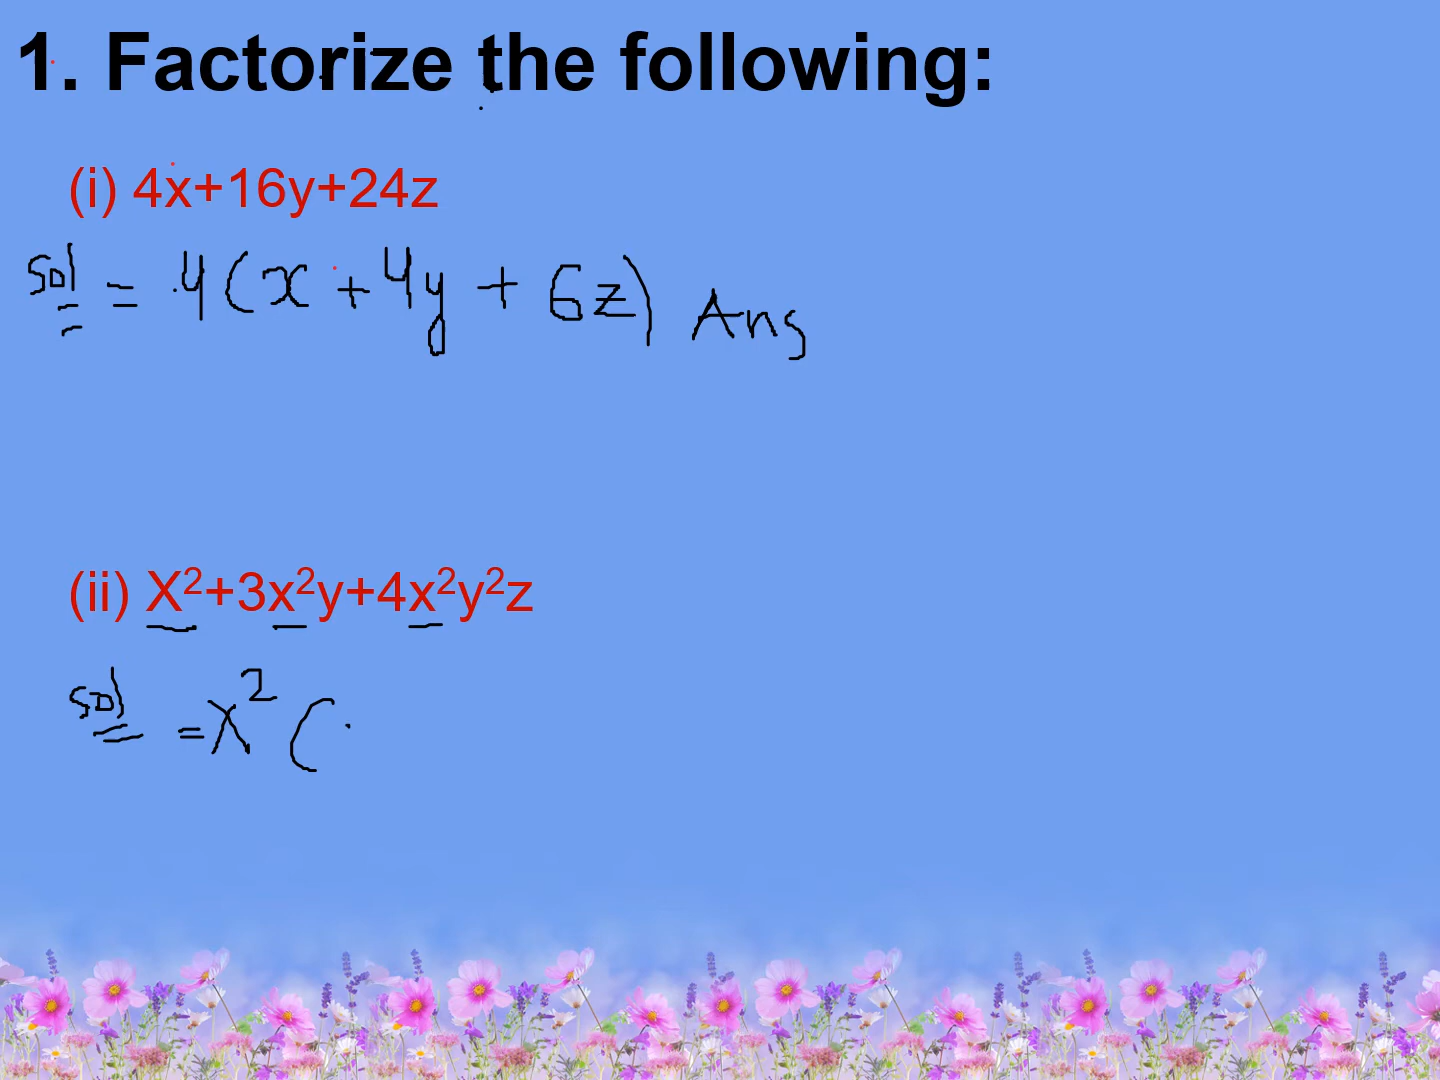 1. Factorize the following:
(i) 4x+16y+24z
Sol = 4(x+4y+6z) Ans
(ii) X²+3x²y+4x²y²z
Sol =x²(